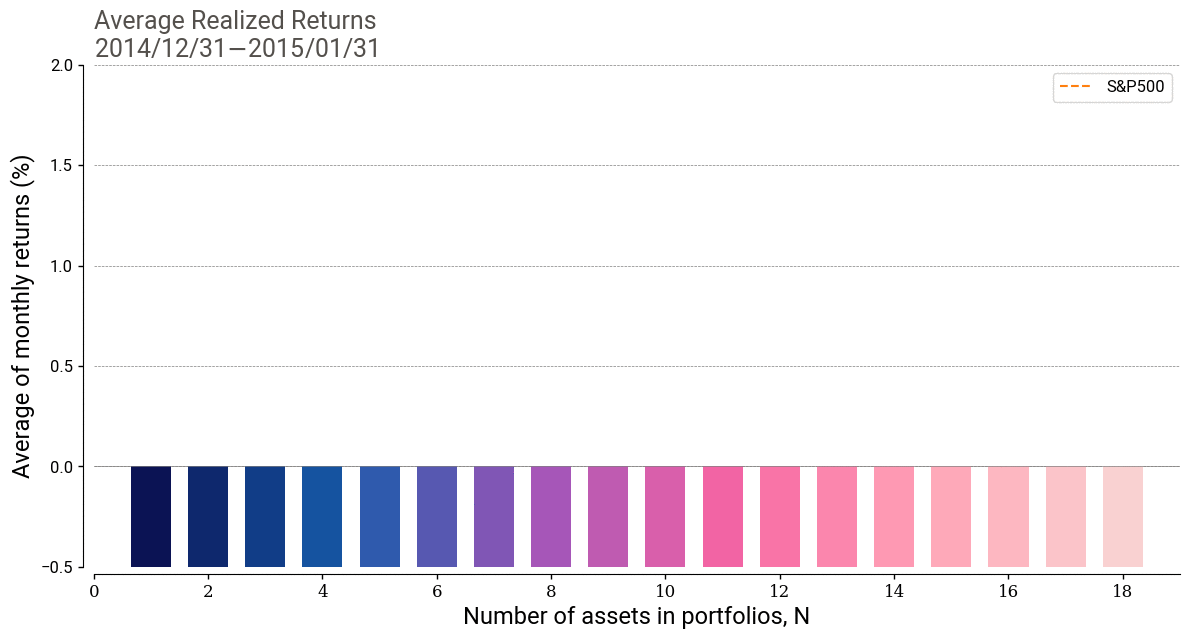 Average Realized Returns
2014/12/31—2015/01/31
S&P500
Average of monthly returns (%)
2.0
1.5
1.0
0.5
0.0
−0.5
0 2 4 6 8 10 12 14 16 18
Number of assets in portfolios, N